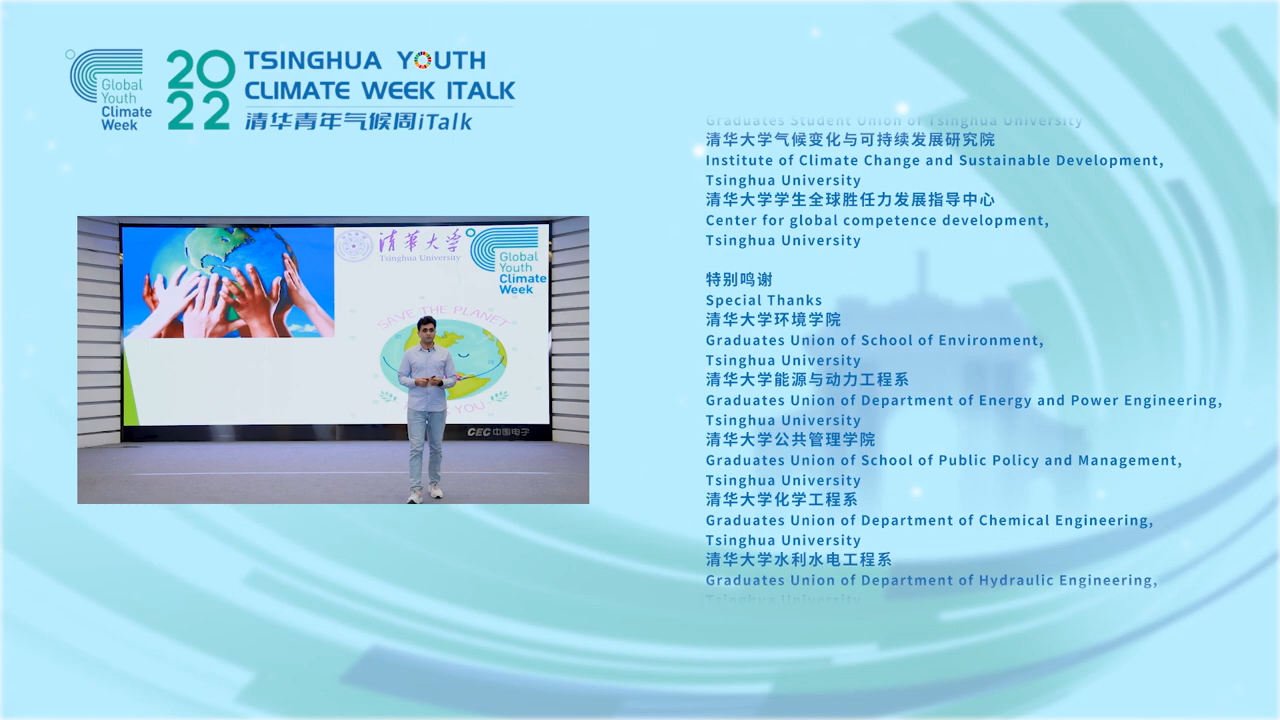 Global
Youth
Climate
Week
2022
TSINGHUA YOUTH
CLIMATE WEEK ITALK
清华青年气候周iTalk
清華大学
Tsinghua University
Global
Youth
Climate
Week
SAVE THE PLANET
YOU
CEC中国电子
Graduates Student Union of Tsinghua University
清华大学气候变化与可持续发展研究院
Institute of Climate Change and Sustainable Development,
Tsinghua University
清华大学学生全球胜任力发展指导中心
Center for global competence development,
Tsinghua University
特别鸣谢
Special Thanks
清华大学环境学院
Graduates Union of School of Environment,
Tsinghua University
清华大学能源与动力工程系
Graduates Union of Department of Energy and Power Engineering,
Tsinghua University
清华大学公共管理学院
Graduates Union of School of Public Policy and Management,
Tsinghua University
清华大学化学工程系
Graduates Union of Department of Chemical Engineering,
Tsinghua University
清华大学水利水电工程系
Graduates Union of Department of Hydraulic Engineering,
Tsinghua University